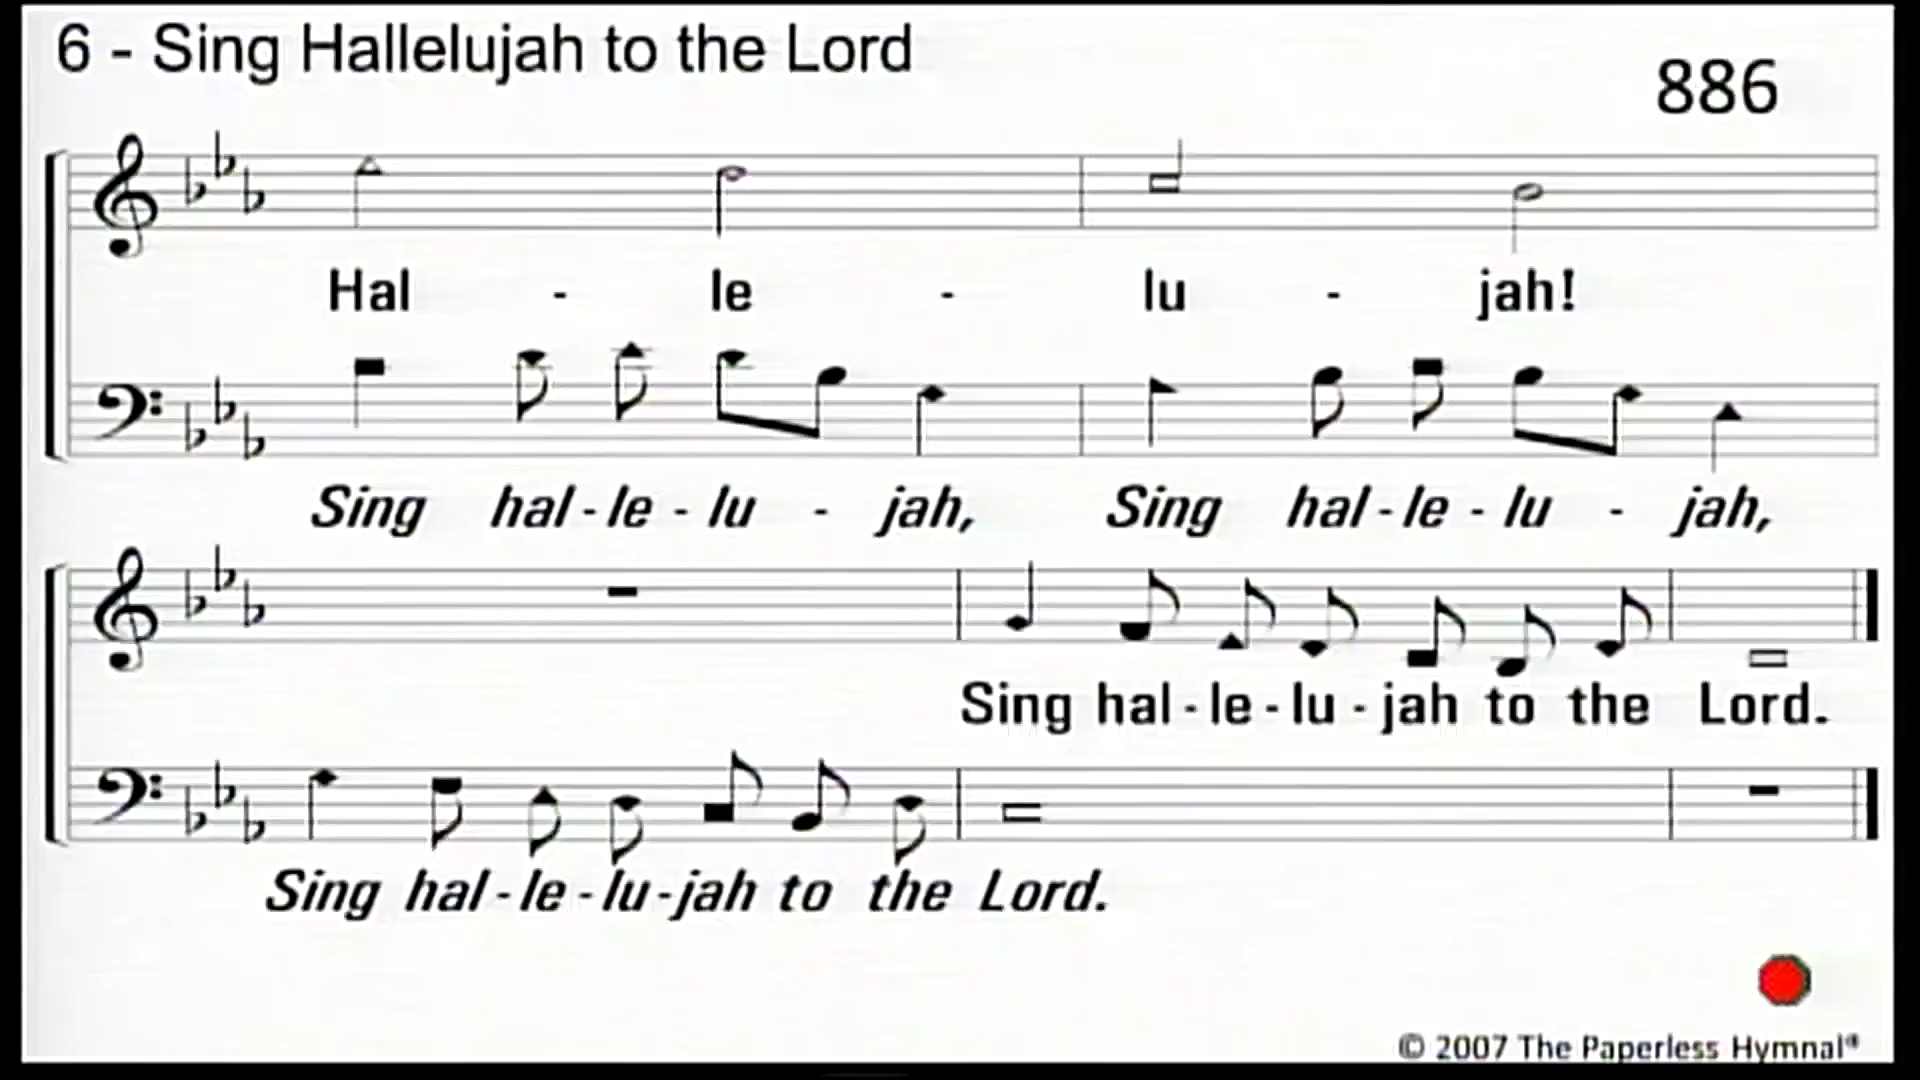 6 - Sing Hallelujah to the Lord
886
Hal - le - lu - jah!
Sing hal - le - lu - jah, Sing hal - le - lu - jah,
Sing hal - le - lu - jah to the Lord.
Sing hal - le - lu - jah to the Lord.
© 2007 The Paperless Hymnal®